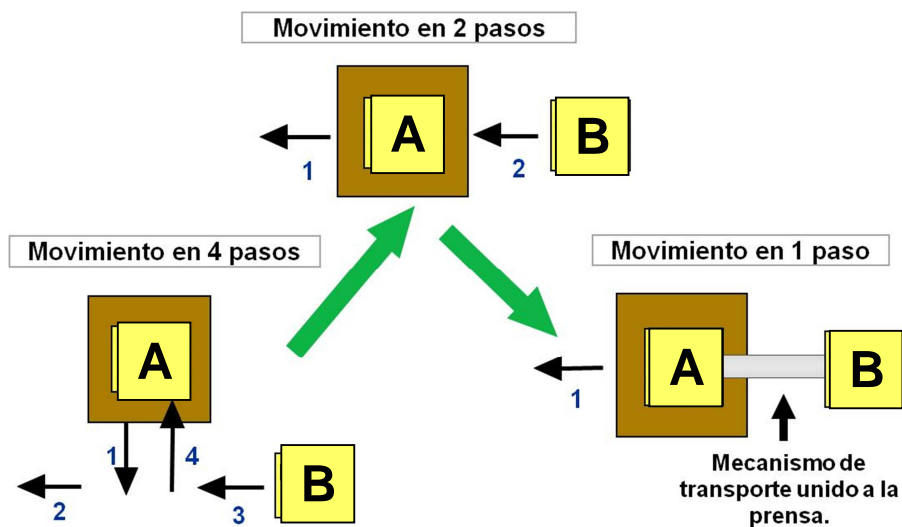 Movimiento en 2 pasos
A
B
1
2
Movimiento en 4 pasos
A
1
4
2
3
B
Movimiento en 1 paso
A
B
1
Mecanismo de
transporte unido a la
prensa.